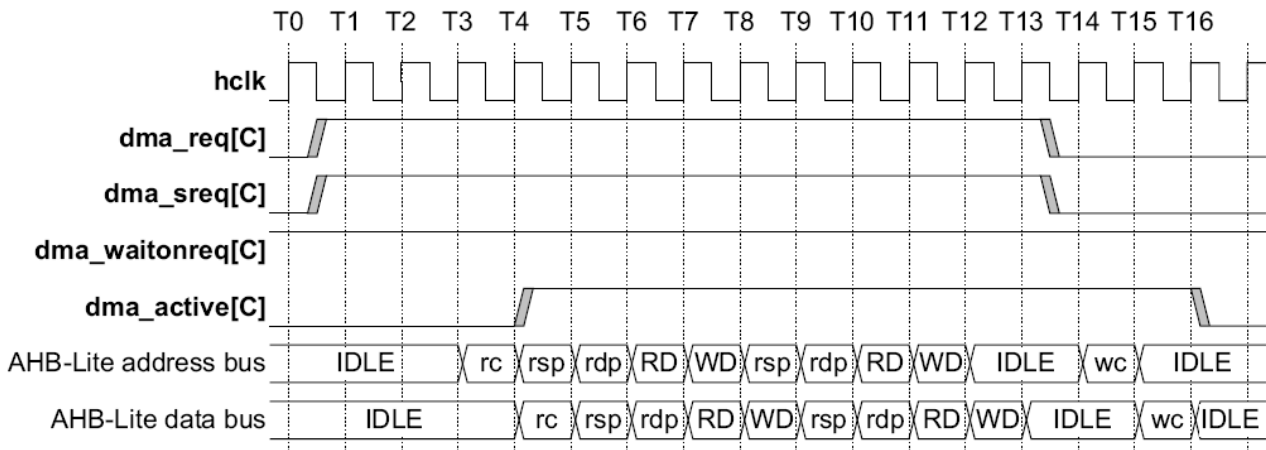 T0 T1 T2 T3 T4 T5 T6 T7 T8 T9 T10 T11 T12 T13 T14 T15 T16
hclk
dma_req[C]
dma_sreq[C]
dma_waitonreq[C]
dma_active[C]
AHB-Lite address bus IDLE rc rsp rdp RD WD rsp rdp RD WD IDLE wc IDLE
AHB-Lite data bus IDLE rc rsp rdp RD WD rsp rdp RD WD IDLE wc IDLE